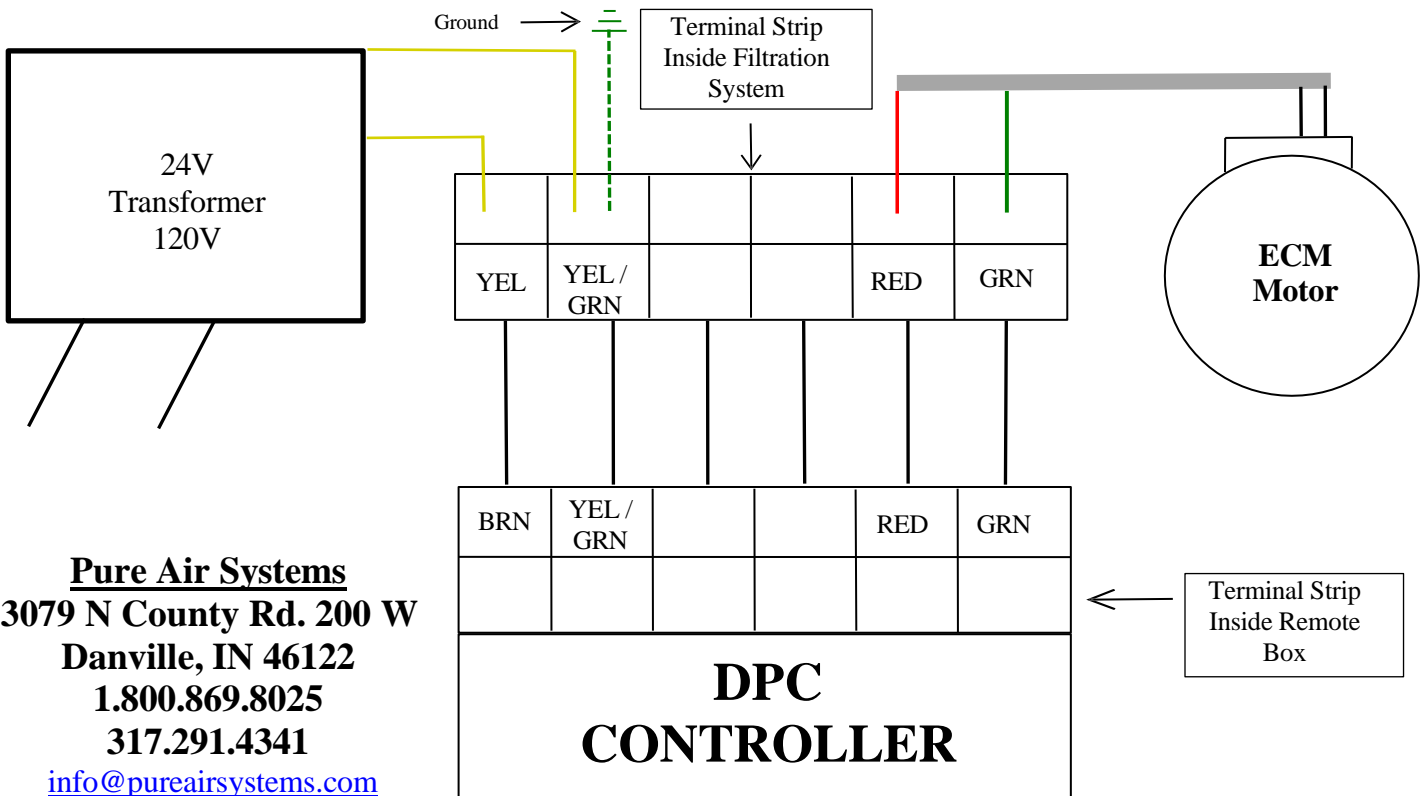 Ground
Terminal Strip
Inside Filtration
System
24V
Transformer
120V
YEL
YEL /
GRN
RED
GRN
ECM
Motor
BRN
YEL /
GRN
RED
GRN
Pure Air Systems
3079 N County Rd. 200 W
Danville, IN 46122
1.800.869.8025
317.291.4341
info@pureairsystems.com
DPC
CONTROLLER
Terminal Strip
Inside Remote
Box